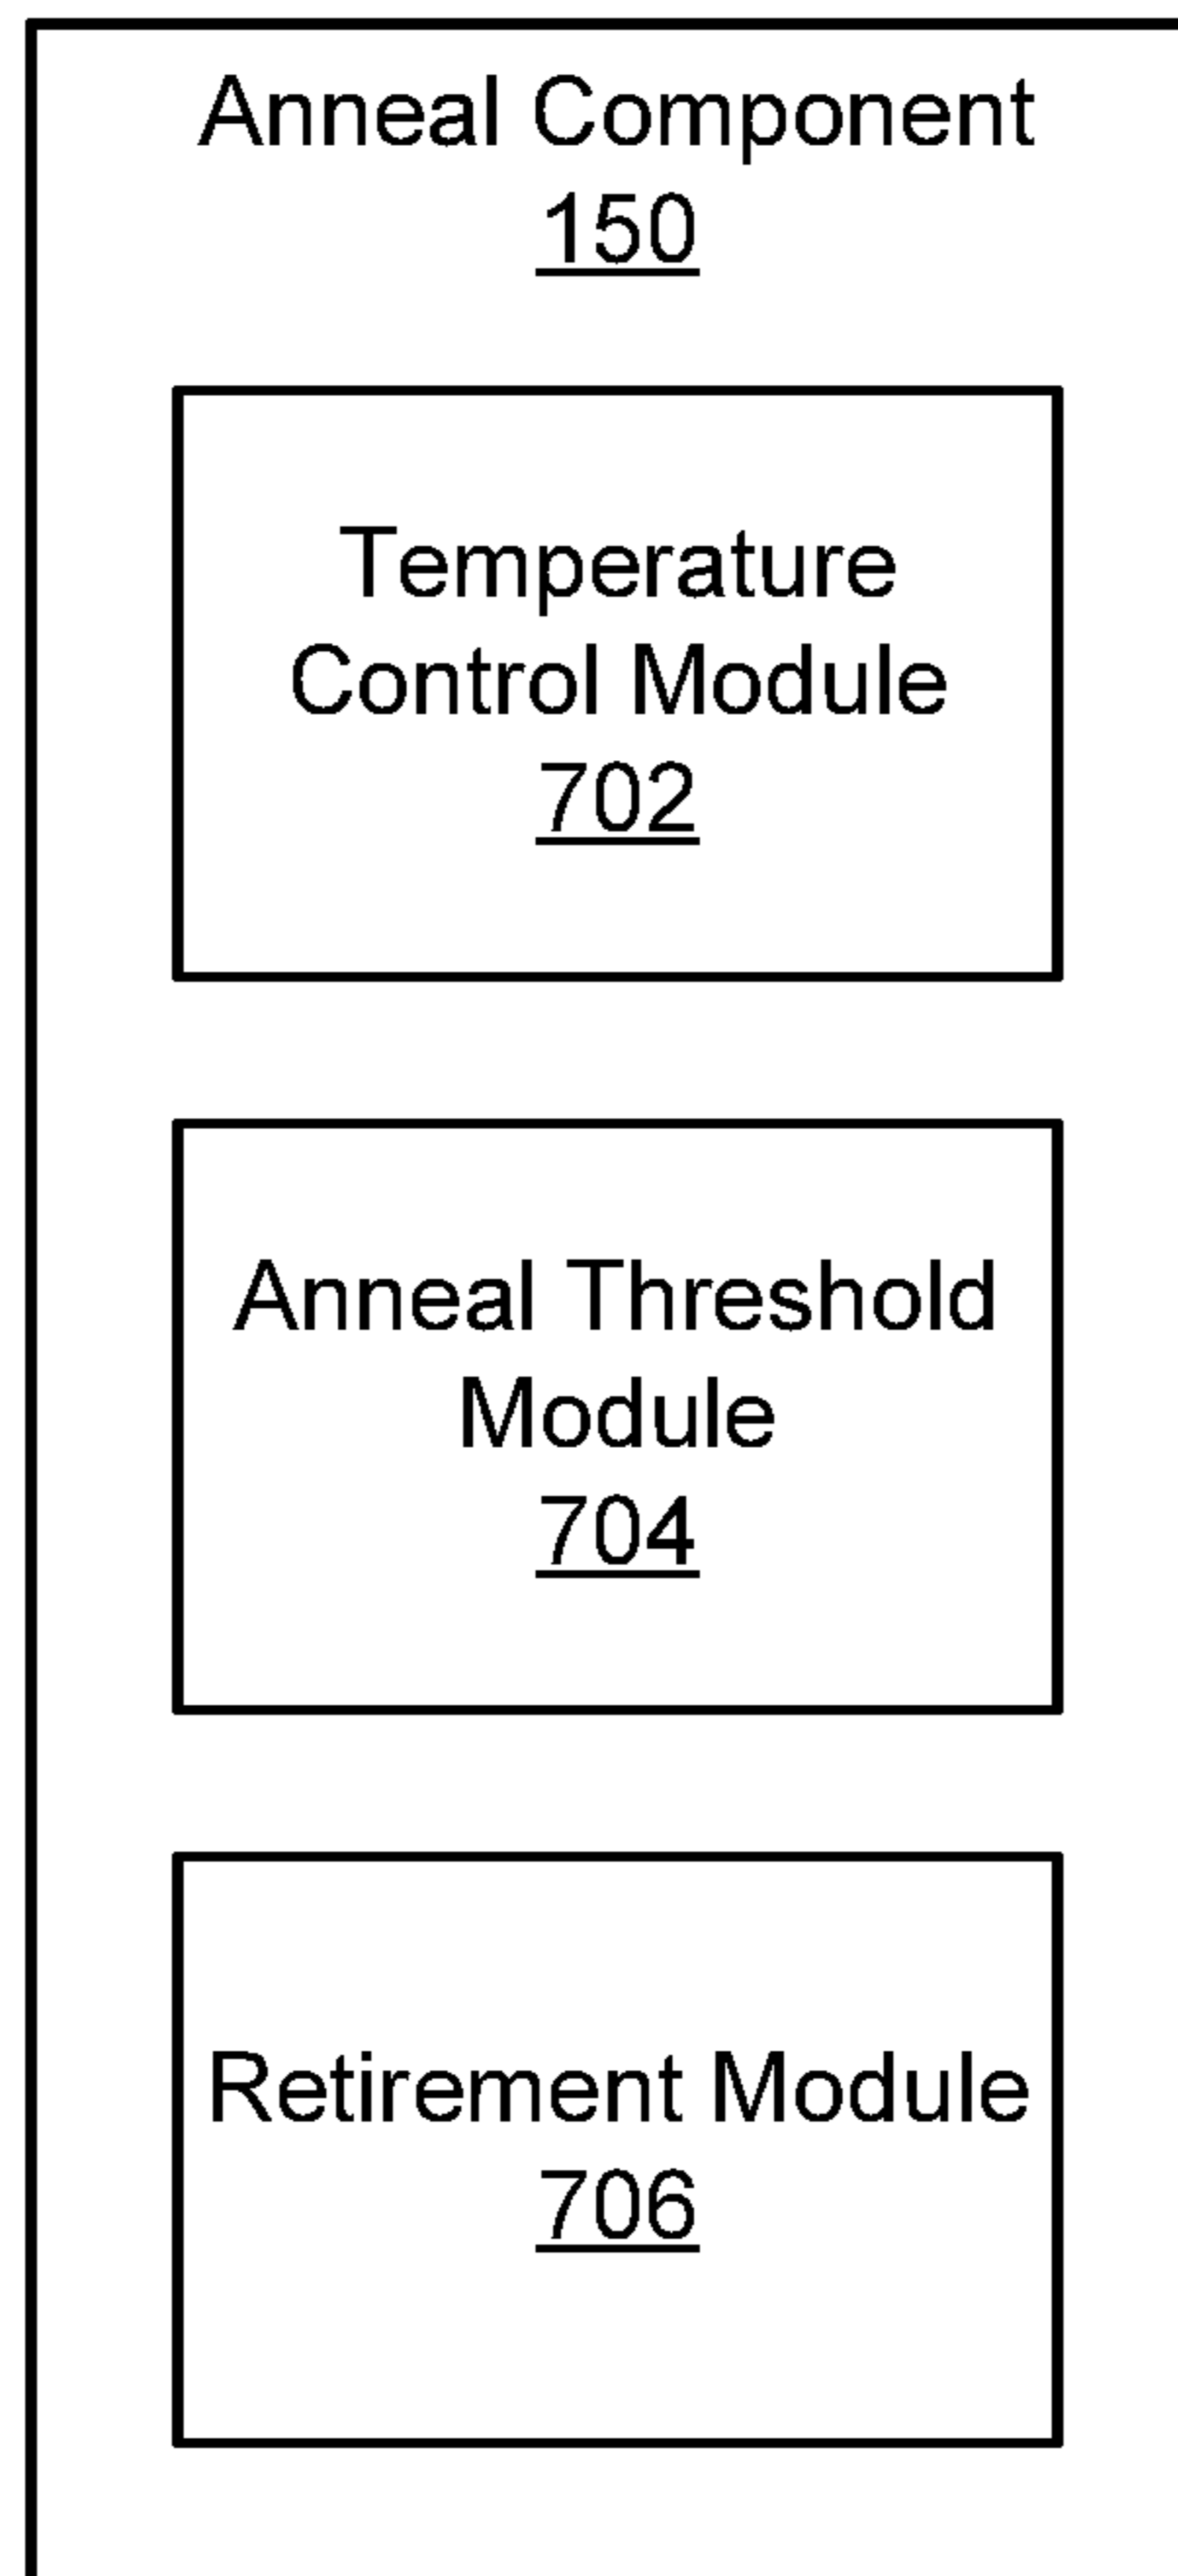 Anneal Component
150
Temperature
Control Module
702
Anneal Threshold
Module
704
Retirement Module
706